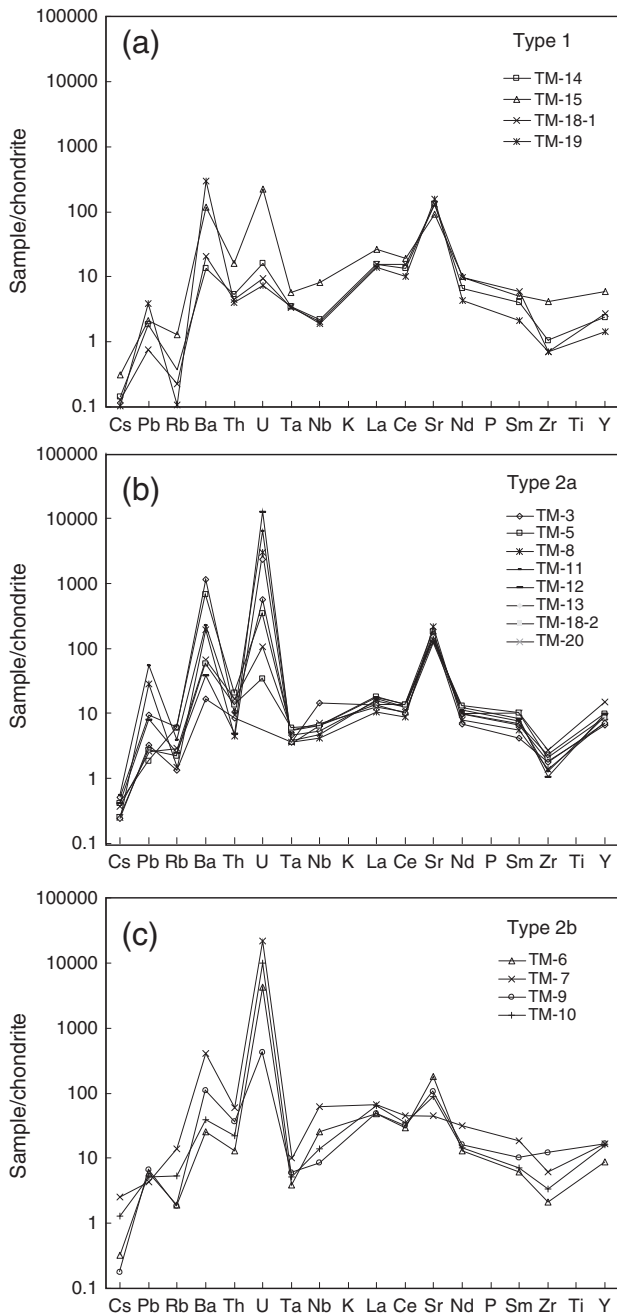 100000
(a)
Type 1
10000
TM-14
TM-15
1000
TM-18-1
TM-19
100
10
1
0.1
Sample/chondrite
Cs Pb Rb Ba Th U Ta Nb K La Ce Sr Nd P Sm Zr Ti Y
100000
(b)
Type 2a
10000
TM-3
TM-5
TM-8
1000
TM-11
TM-12
TM-13
100
TM-18-2
TM-20
10
1
0.1
Sample/chondrite
Cs Pb Rb Ba Th U Ta Nb K La Ce Sr Nd P Sm Zr Ti Y
100000
(c)
Type 2b
10000
TM-6
TM-7
1000
TM-9
TM-10
100
10
1
0.1
Sample/chondrite
Cs Pb Rb Ba Th U Ta Nb K La Ce Sr Nd P Sm Zr Ti Y